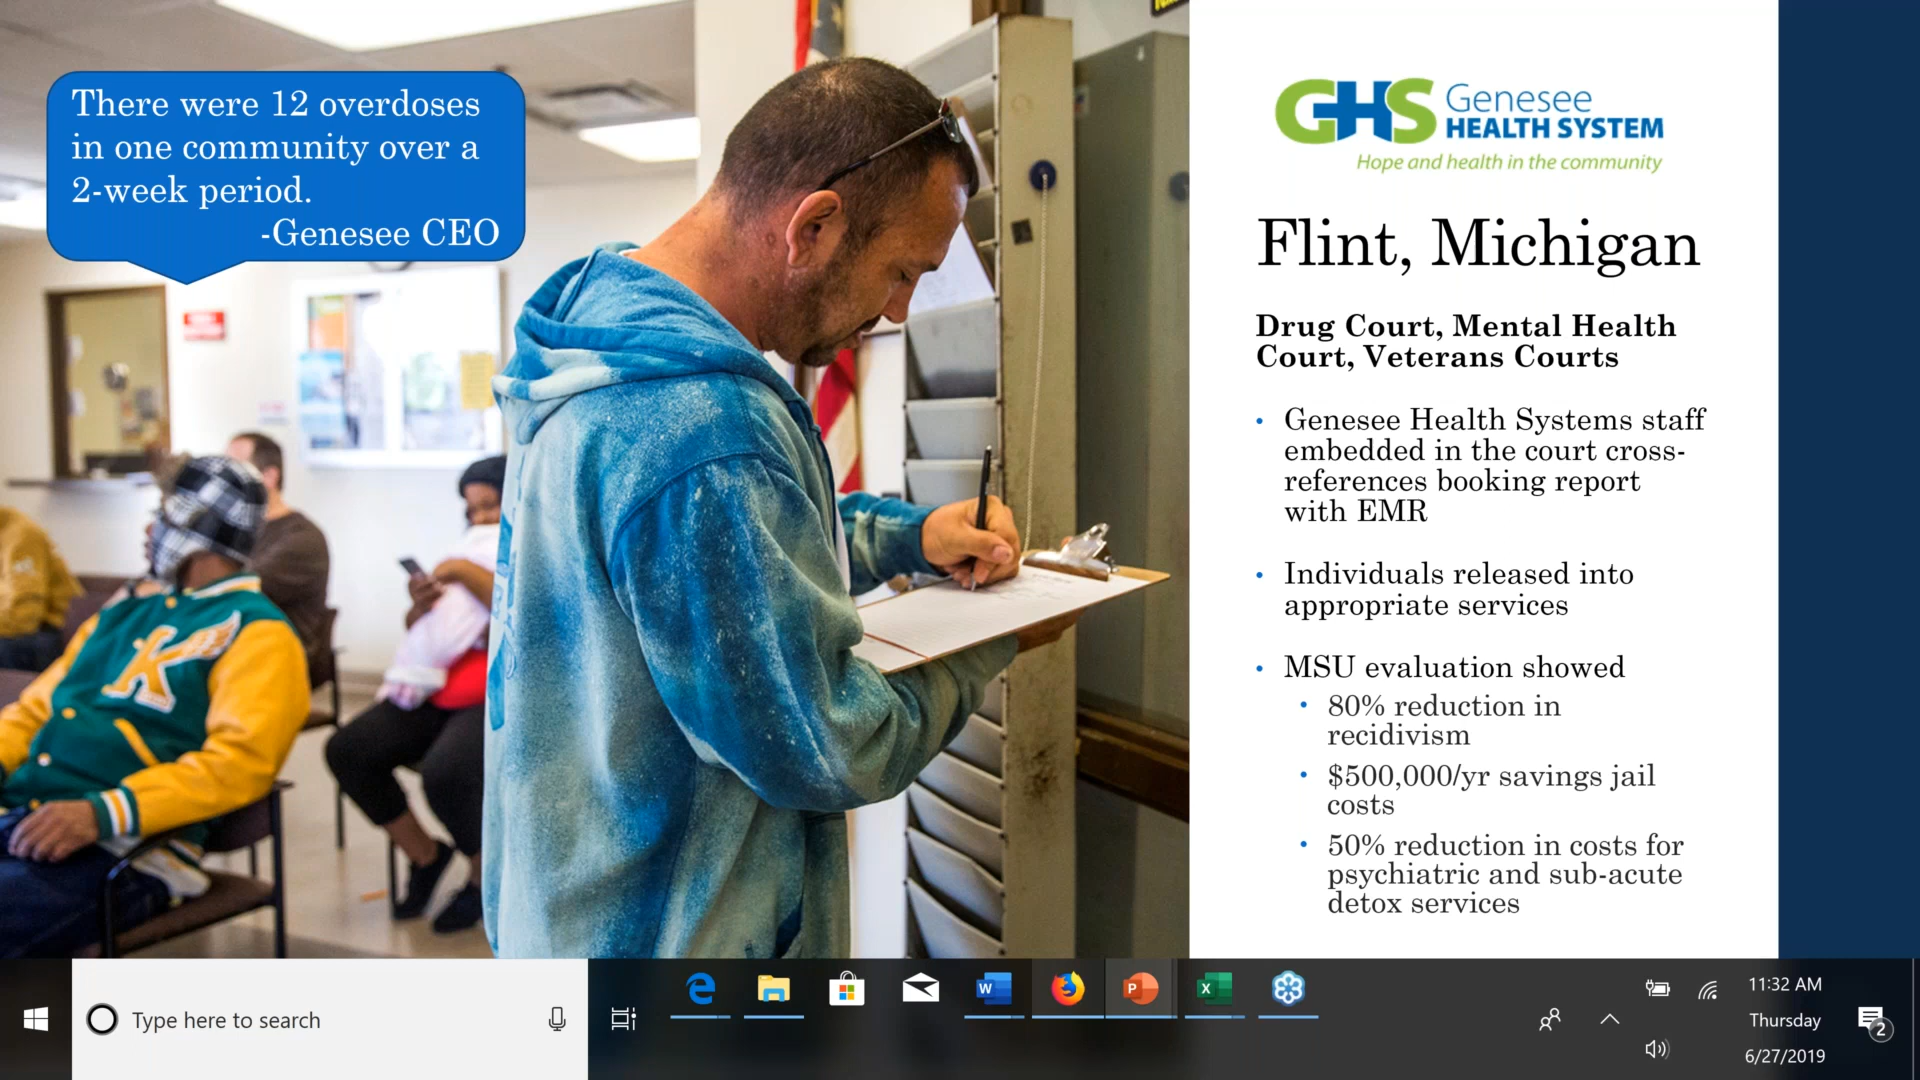 There were 12 overdoses
in one community over a
2-week period.
-Genesee CEO
K
GHS Genesee
HEALTH SYSTEM
Hope and health in the community
Flint, Michigan
Drug Court, Mental Health
Court, Veterans Courts
• Genesee Health Systems staff
embedded in the court cross-
references booking report
with EMR
• Individuals released into
appropriate services
• MSU evaluation showed
• 80% reduction in
recidivism
• $500,000/yr savings jail
costs
• 50% reduction in costs for
psychiatric and sub-acute
detox services
Type here to search
W
P
X
11:32 AM
Thursday
6/27/2019
2